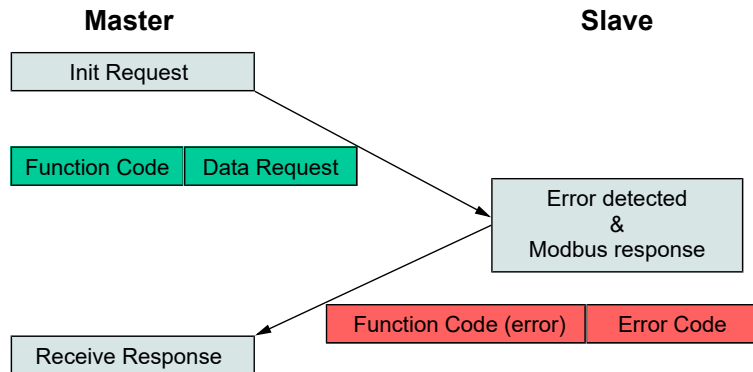 Master
Slave
Init Request
Function Code
Data Request
Error detected
&
Modbus response
Function Code (error)
Error Code
Receive Response